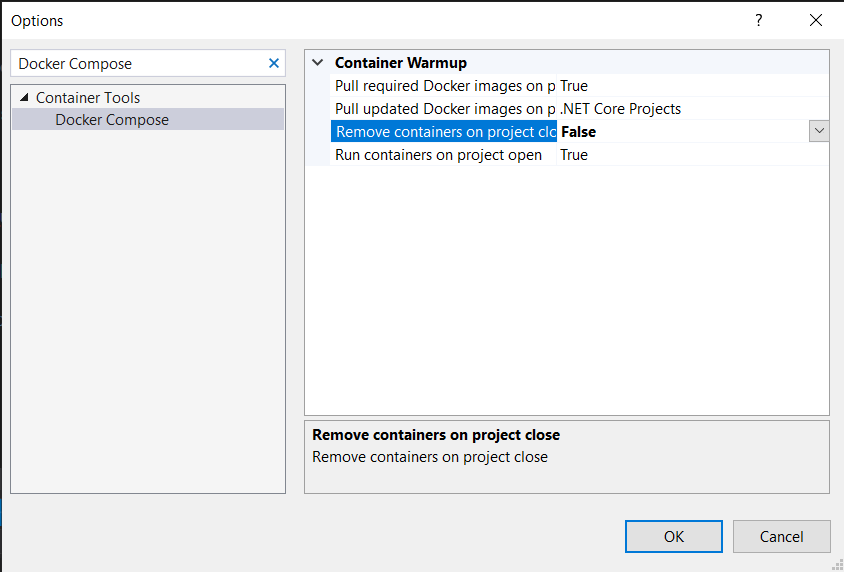 Options
?
Docker Compose
Container Tools
Docker Compose
Container Warmup
Pull required Docker images on p True
Pull updated Docker images on p .NET Core Projects
Remove containers on project clo False
Run containers on project open True
Remove containers on project close
Remove containers on project close
OK Cancel